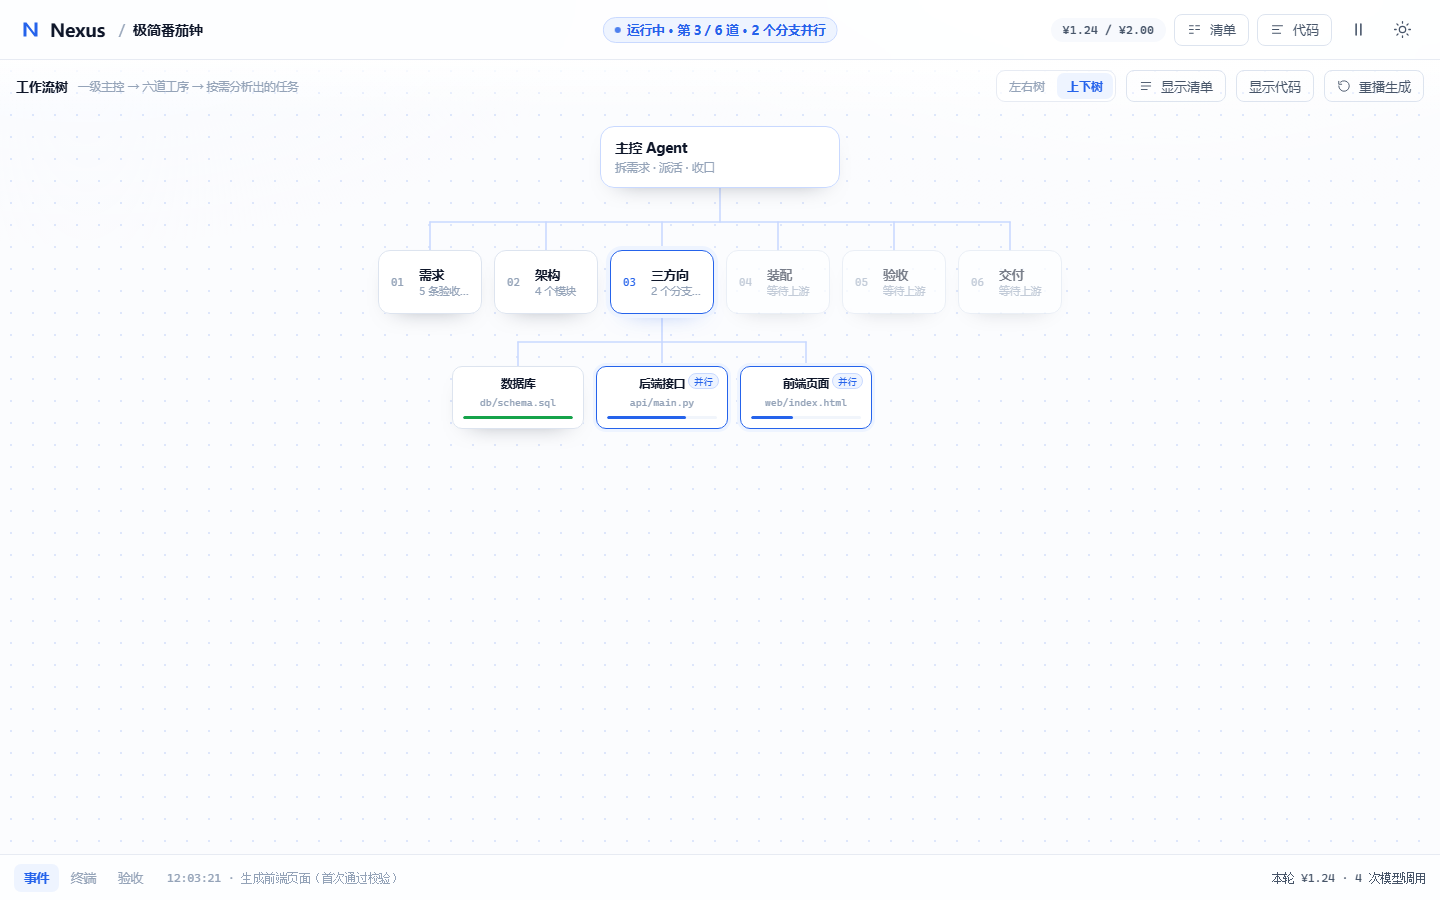 Nexus / 极简番茄钟
运行中 • 第 3 / 6 道 • 2 个分支并行
¥1.24 / ¥2.00
清单
代码
工作流树
一级主控 → 六道工序 → 按需分析出的任务
左右树
上下树
显示清单
显示代码
重播生成
主控 Agent
拆需求 · 派活 · 收口
01
需求
5 条验收...
02
架构
4 个模块
03
三方向
2 个分支...
04
装配
等待上游
05
验收
等待上游
06
交付
等待上游
数据库
db/schema.sql
后端接口
并行
api/main.py
前端页面
并行
web/index.html
事件
终端
验收
12:03:21 · 生成前端页面（首次通过校验）
本轮 ¥1.24 · 4 次模型调用